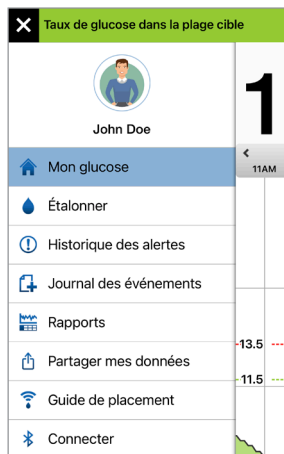 Taux de glucose dans la plage cible
John Doe
1
11AM
Mon glucose
Étalonner
Historique des alertes
Journal des événements
Rapports
13.5
Partager mes données
11.5
Guide de placement
Connecter